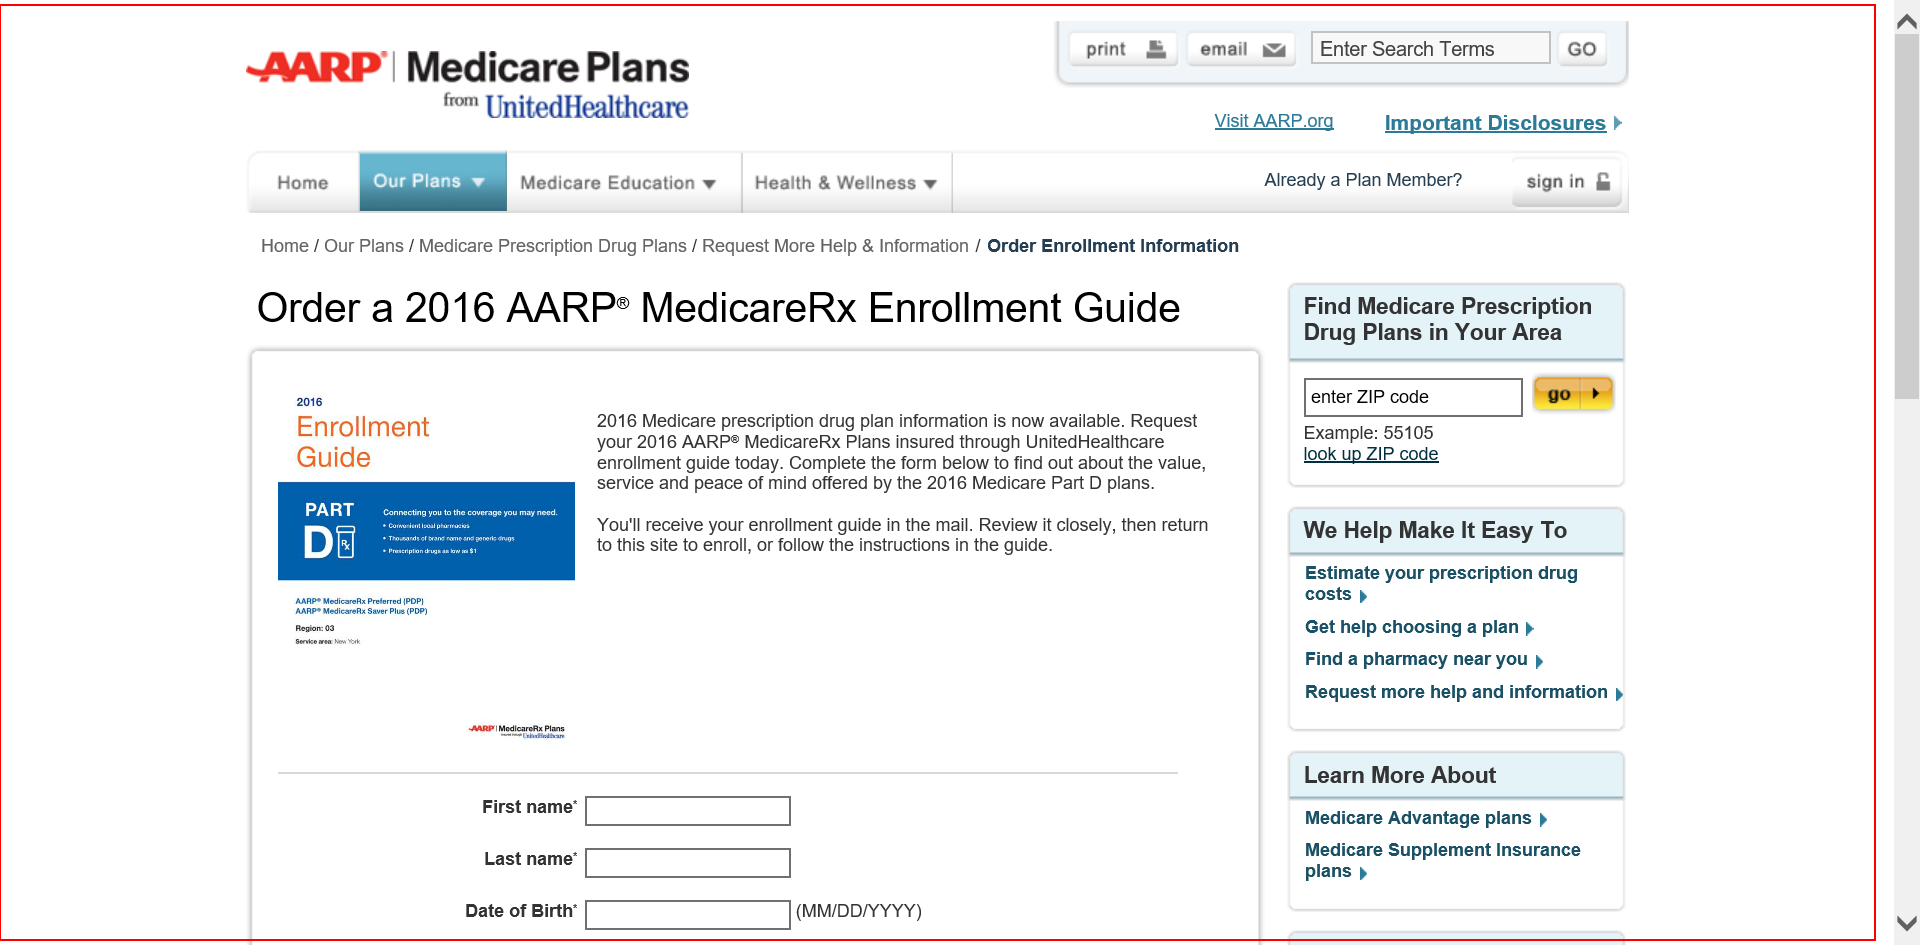 print
email
Enter Search Terms
GO
AARP® | Medicare Plans
from UnitedHealthcare
Visit AARP.org
Important Disclosures
Home
Our Plans
Medicare Education
Health & Wellness
Already a Plan Member?
sign in
Home / Our Plans / Medicare Prescription Drug Plans / Request More Help & Information / Order Enrollment Information
Order a 2016 AARP® MedicareRx Enrollment Guide
2016
Enrollment
Guide
PART
D Rx
Connecting you to the coverage you may need.
• Convenient local pharmacies
• Thousands of brand name and generic drugs
• Prescription drugs as low as $1
AARP® MedicareRx Preferred (PDP)
AARP® MedicareRx Saver Plus (PDP)
Region: 03
Service area: New York
AARP | MedicareRx Plans
insured through UnitedHealthcare
2016 Medicare prescription drug plan information is now available. Request
your 2016 AARP® MedicareRx Plans insured through UnitedHealthcare
enrollment guide today. Complete the form below to find out about the value,
service and peace of mind offered by the 2016 Medicare Part D plans.
You'll receive your enrollment guide in the mail. Review it closely, then return
to this site to enroll, or follow the instructions in the guide.
First name*
Last name*
Date of Birth* (MM/DD/YYYY)
Find Medicare Prescription
Drug Plans in Your Area
enter ZIP code
go
Example: 55105
look up ZIP code
We Help Make It Easy To
Estimate your prescription drug
costs
Get help choosing a plan
Find a pharmacy near you
Request more help and information
Learn More About
Medicare Advantage plans
Medicare Supplement Insurance
plans